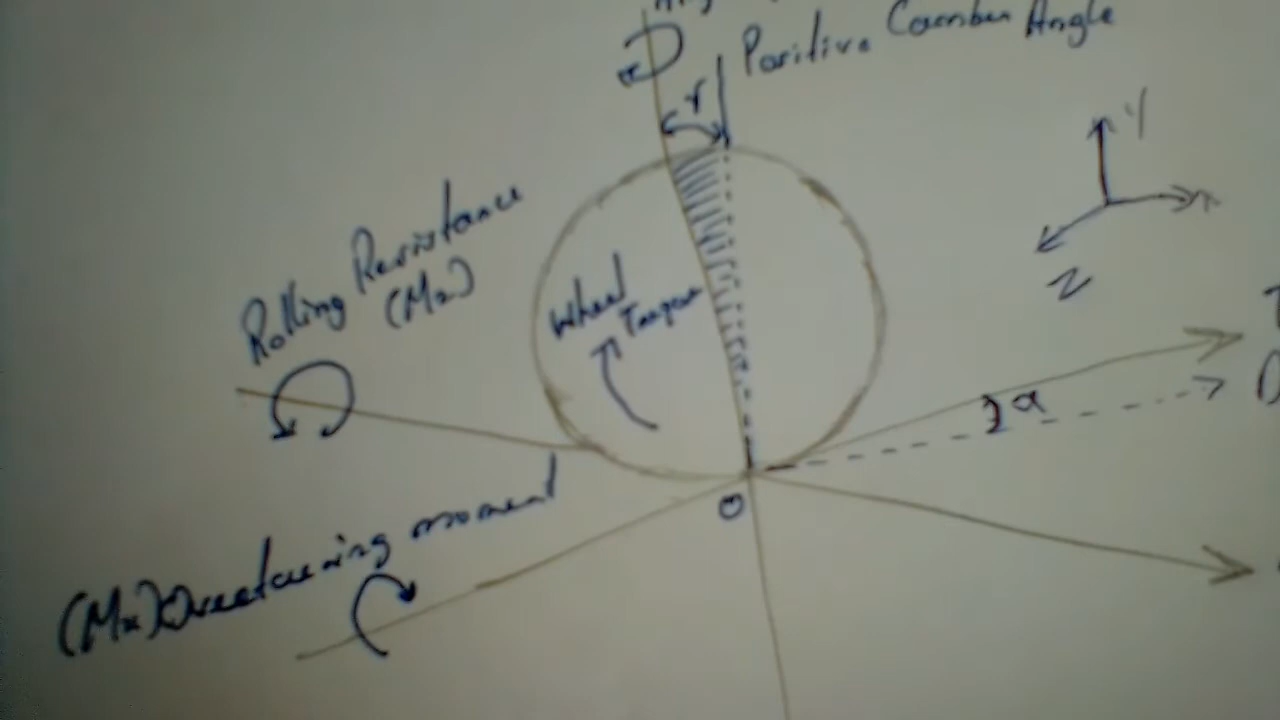 Positive Camber Angle
γ
Y
X
Z
Rolling Resistance
(Mz)
Wheel
Torque
α
O
(Mx) Overturning moment